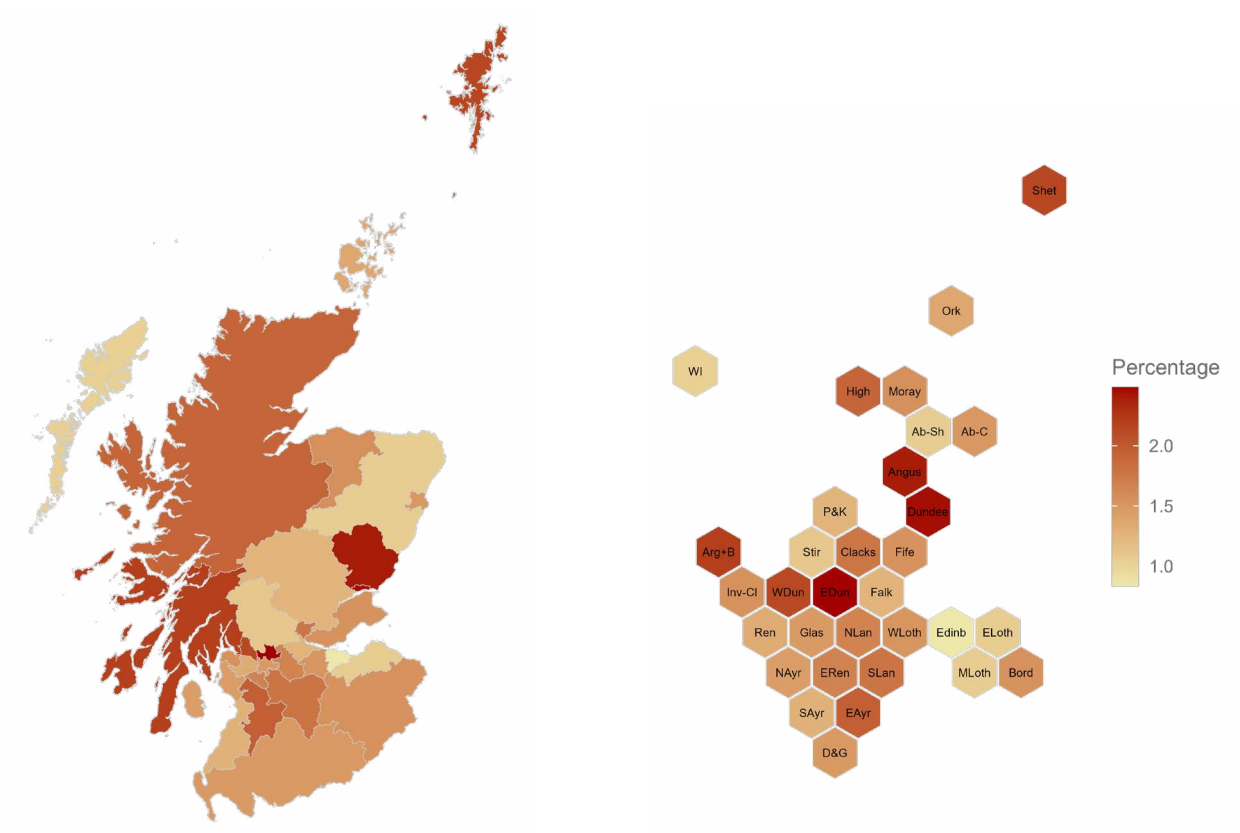 Shet
Ork
WI
Percentage
High Moray
Ab-Sh Ab-C
2.0
Angus
P&K Dundee
1.5
Arg+B Stir Clacks Fife
1.0
Inv-Cl WDun EDun Falk
Ren Glas NLan WLoth Edinb ELoth
NAyr ERen SLan MLoth Bord
SAyr EAyr
D&G